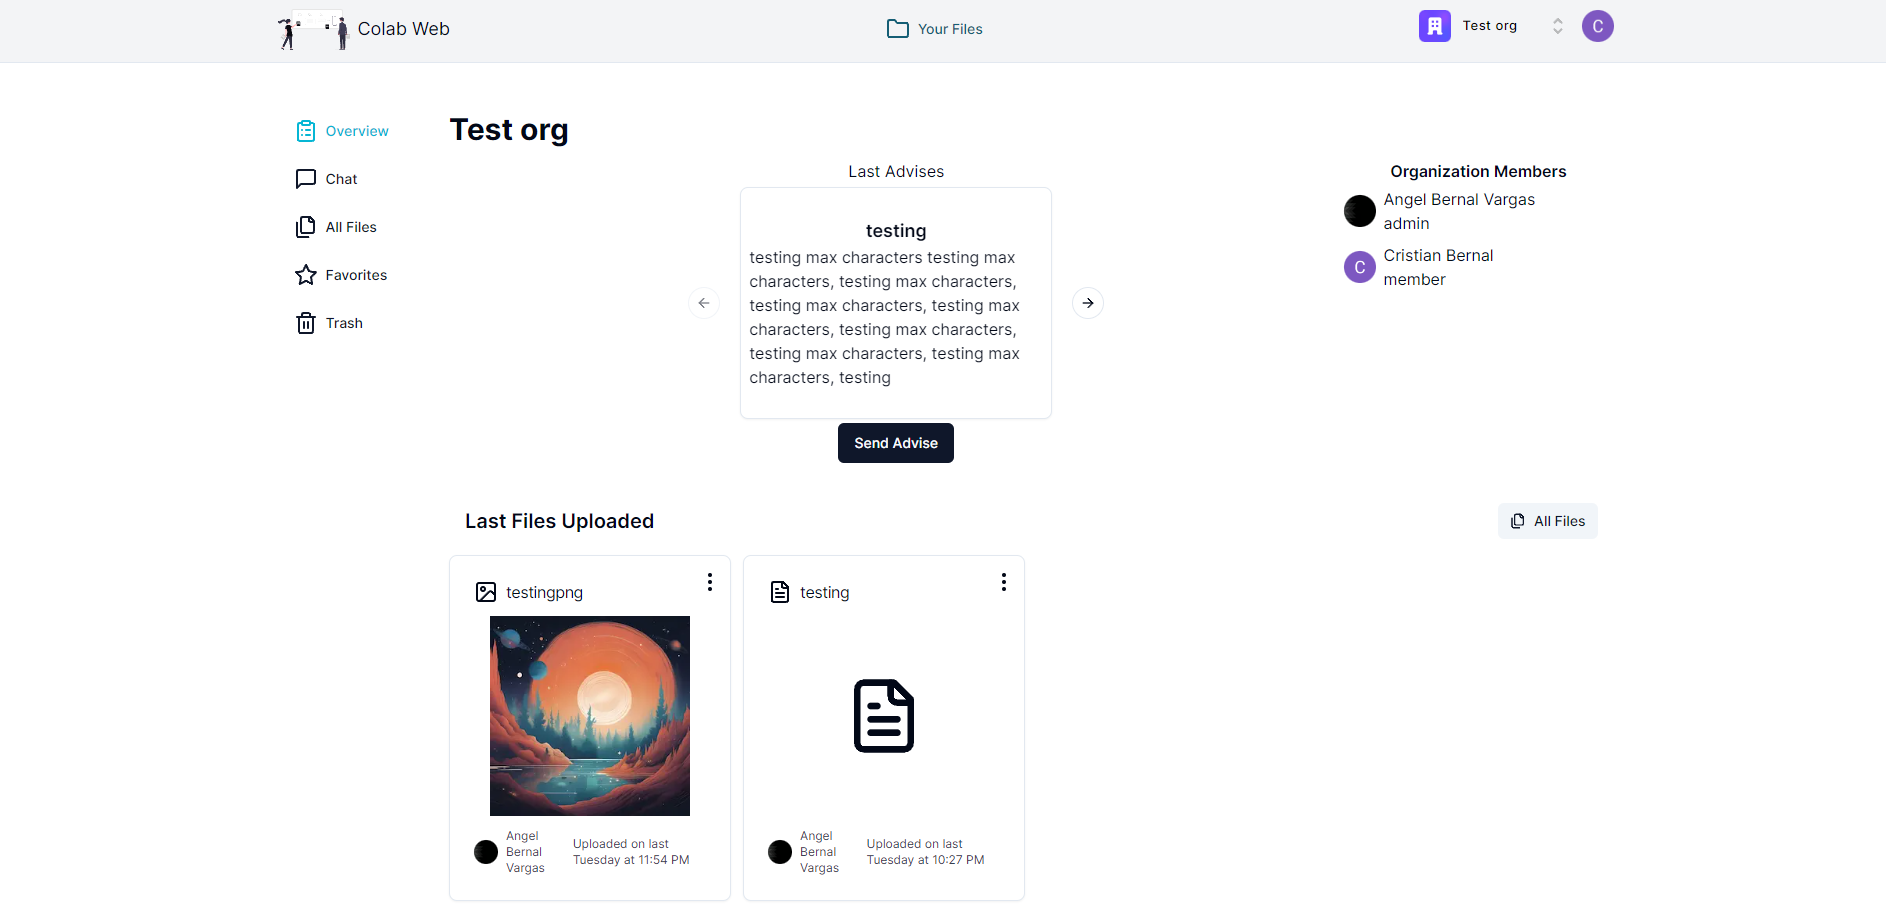 Colab Web
Your Files
Test org
C
Overview
Chat
All Files
Favorites
Trash
Test org
Last Advises
testing
testing max characters testing max
characters, testing max characters,
testing max characters, testing max
characters, testing max characters,
testing max characters, testing max
characters, testing
Send Advise
Organization Members
Angel Bernal Vargas
admin
C
Cristian Bernal
member
Last Files Uploaded
All Files
testingpng
Angel
Bernal
Vargas
Uploaded on last
Tuesday at 11:54 PM
testing
Angel
Bernal
Vargas
Uploaded on last
Tuesday at 10:27 PM